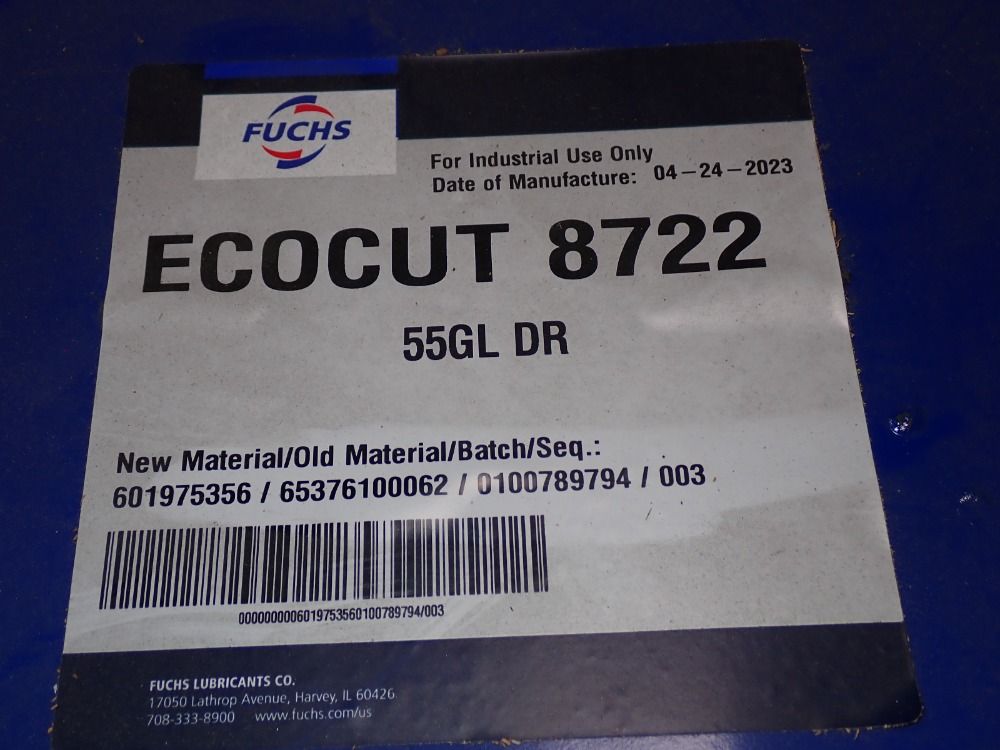 FUCHS
For Industrial Use Only
Date of Manufacture: 04-24-2023
ECOCUT 8722
55GL DR
New Material/Old Material/Batch/Seq.:
601975356 / 65376100062 / 0100789794 / 003
0000000006019753560100789794/003
FUCHS LUBRICANTS CO.
17050 Lathrop Avenue, Harvey, IL 60426
708-333-8900 www.fuchs.com/us